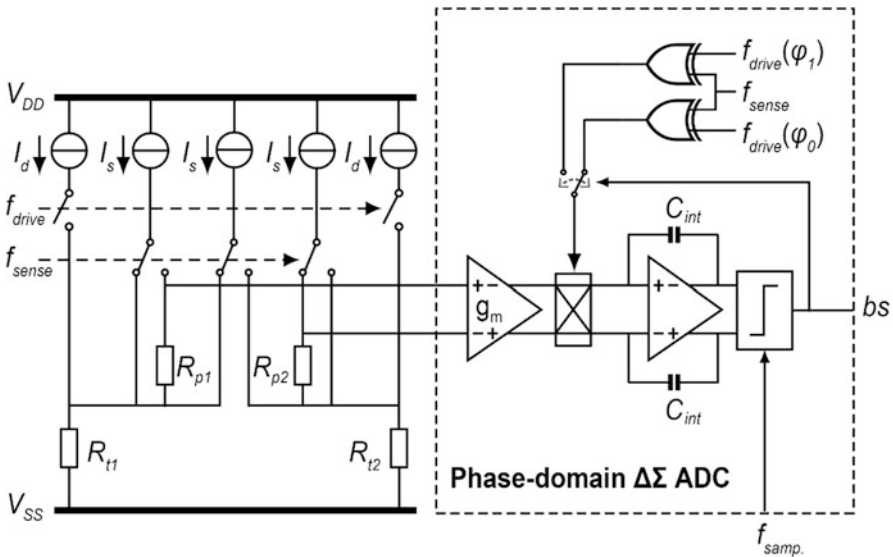 f_drive(φ_1)
f_sense
f_drive(φ_0)
V_DD
I_d I_s I_s I_s I_d
f_drive
f_sense
C_int
+ − + −
g_m
− + − +
bs
R_p1 R_p2
C_int
R_t1 R_t2
Phase-domain ΔΣ ADC
V_SS
f_samp.